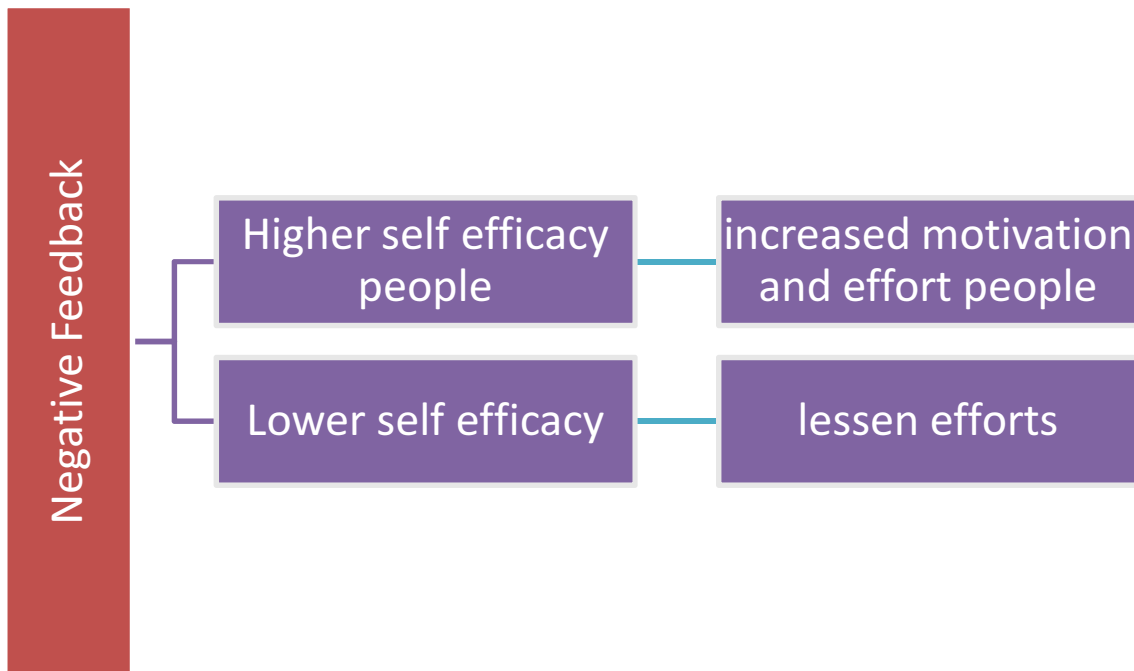 Negative Feedback
Higher self efficacy
people
increased motivation
and effort people
Lower self efficacy
lessen efforts